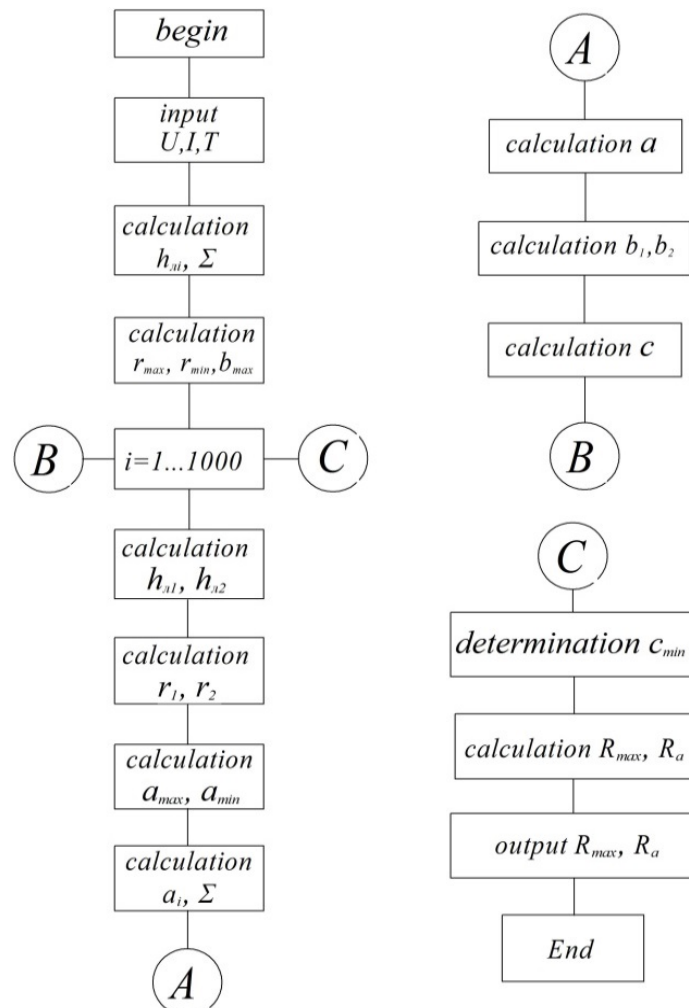 begin
input
U,I,T
calculation
hлi, Σ
calculation
rmax, rmin,bmax
B
i=1...1000
C
calculation
hл1, hл2
calculation
r1, r2
calculation
amax, amin
calculation
ai, Σ
A
A
calculation a
calculation b1,b2
calculation c
B
C
determination cmin
calculation Rmax, Ra
output Rmax, Ra
End